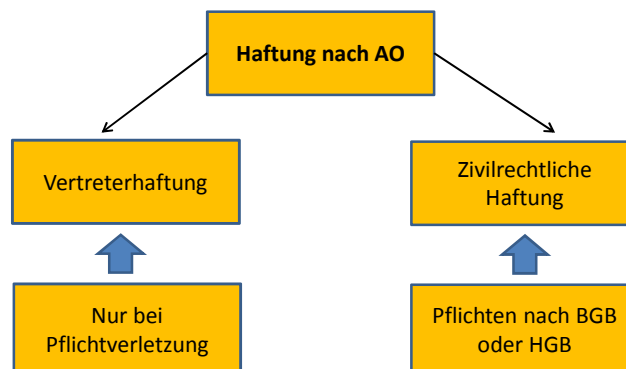 Haftung nach AO
Vertreterhaftung
Zivilrechtliche
Haftung
Nur bei
Pflichtverletzung
Pflichten nach BGB
oder HGB